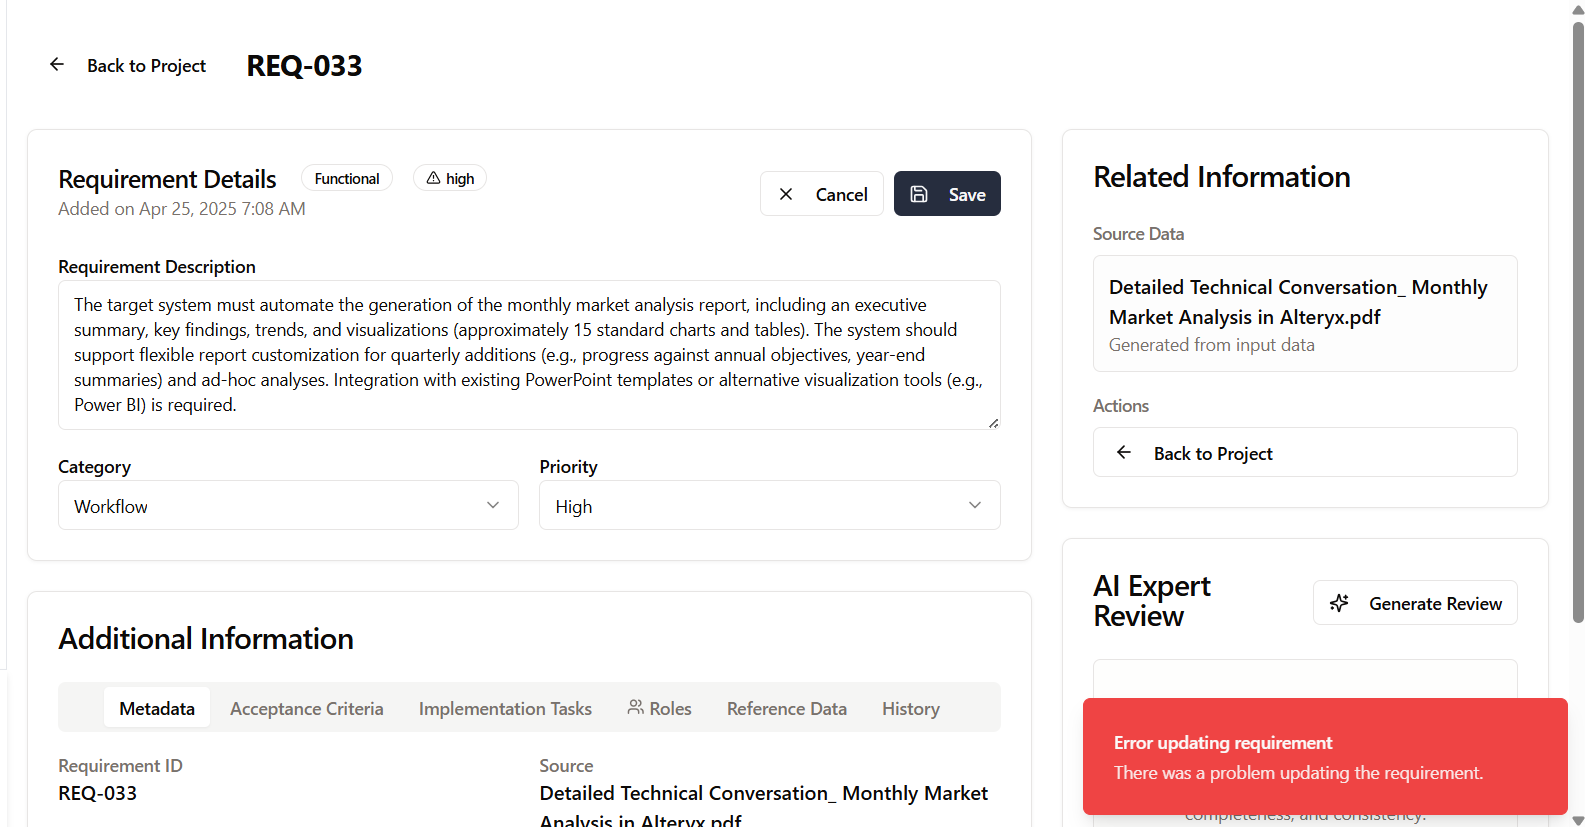 Back to Project
REQ-033
Requirement Details
Functional
high
Added on Apr 25, 2025 7:08 AM
Cancel
Save
Requirement Description
The target system must automate the generation of the monthly market analysis report, including an executive
summary, key findings, trends, and visualizations (approximately 15 standard charts and tables). The system should
support flexible report customization for quarterly additions (e.g., progress against annual objectives, year-end
summaries) and ad-hoc analyses. Integration with existing PowerPoint templates or alternative visualization tools (e.g.,
Power BI) is required.
Category
Priority
Workflow
High
Additional Information
Metadata
Acceptance Criteria
Implementation Tasks
Roles
Reference Data
History
Requirement ID
REQ-033
Source
Detailed Technical Conversation_ Monthly Market
Analysis in Alteryx.pdf
Related Information
Source Data
Detailed Technical Conversation_ Monthly
Market Analysis in Alteryx.pdf
Generated from input data
Actions
Back to Project
AI Expert
Review
Generate Review
Error updating requirement
There was a problem updating the requirement.
completeness, and consistency.